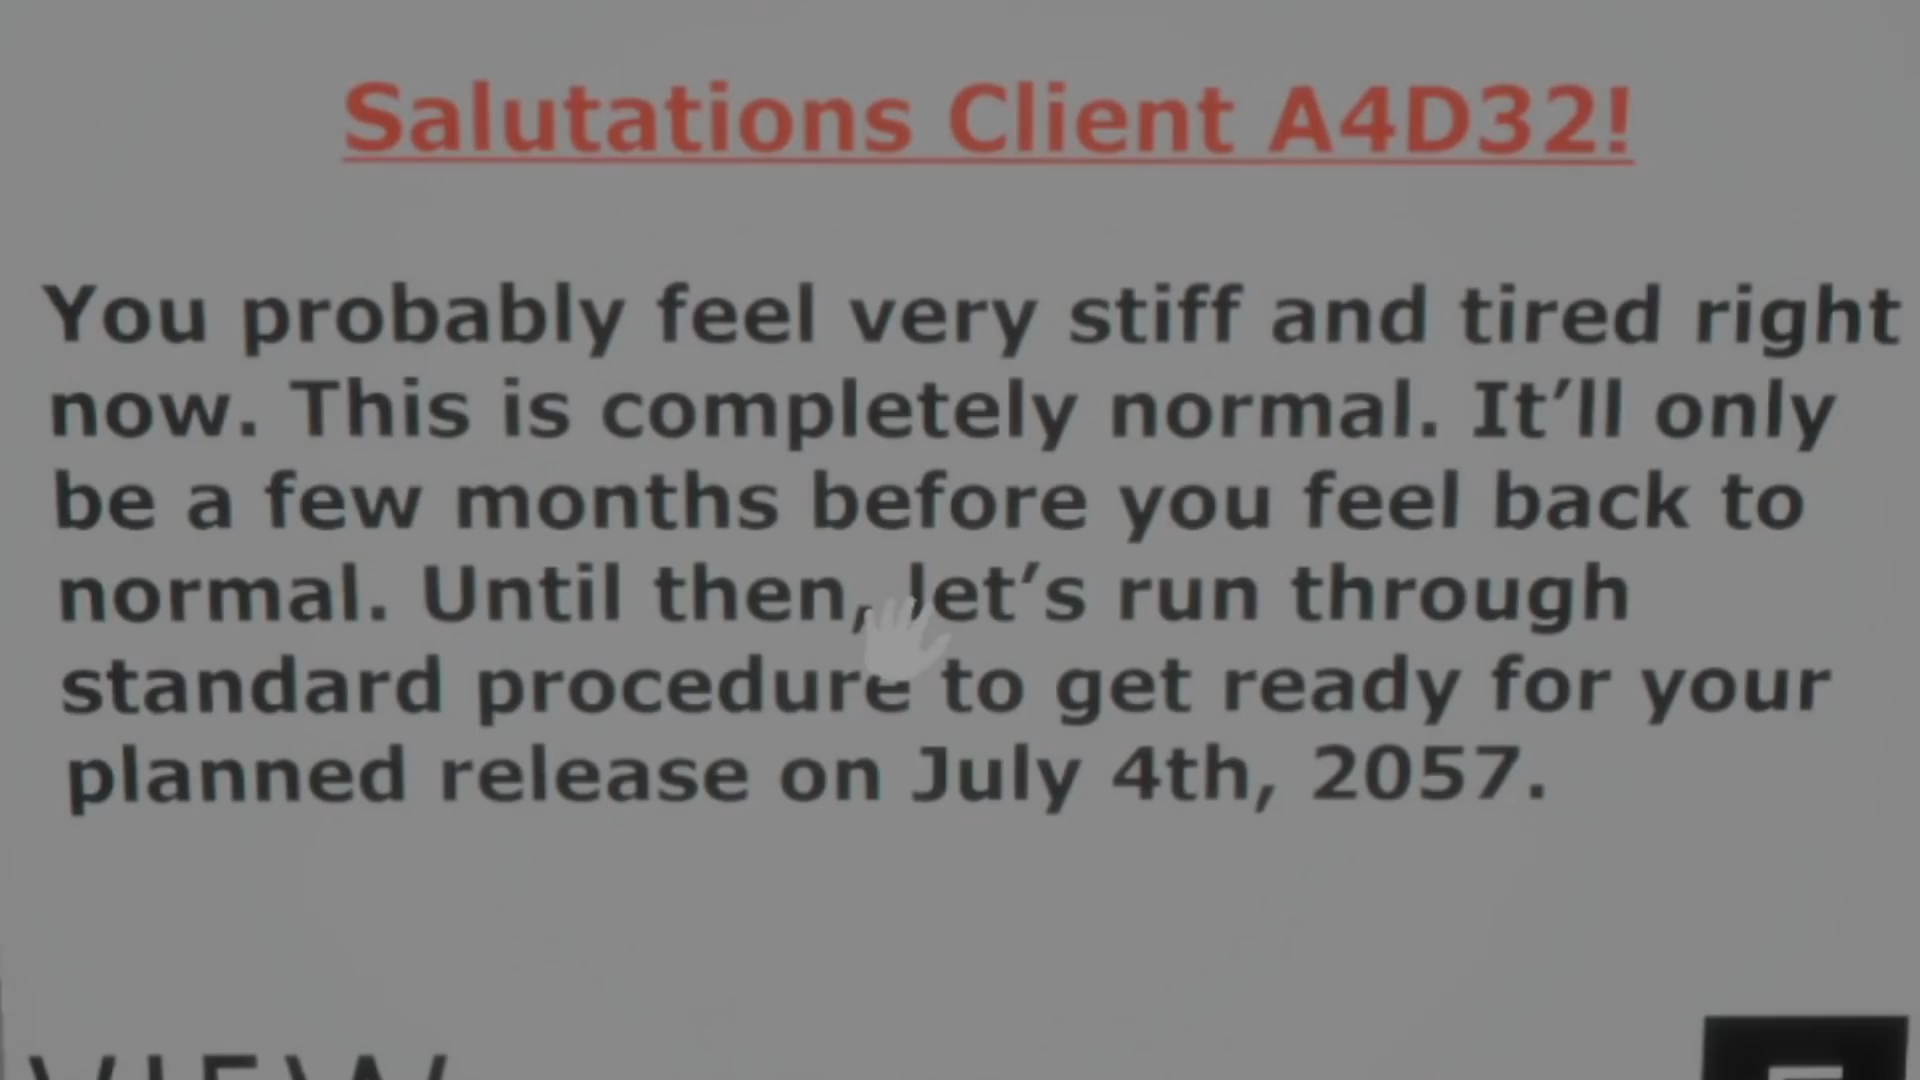 Salutations Client A4D32!
You probably feel very stiff and tired right
now. This is completely normal. It’ll only
be a few months before you feel back to
normal. Until then, let’s run through
standard procedure to get ready for your
planned release on July 4th, 2057.
VIEW